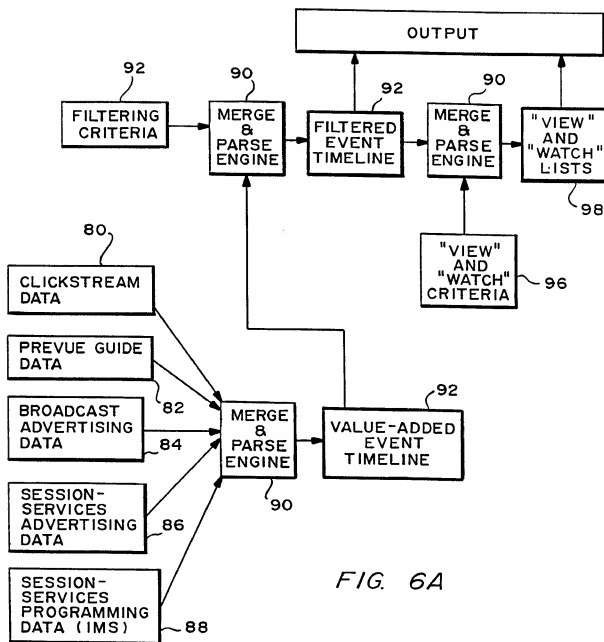 OUTPUT
92
FILTERING
CRITERIA
90
MERGE
&
PARSE
ENGINE
92
FILTERED
EVENT
TIMELINE
90
MERGE
&
PARSE
ENGINE
"VIEW"
AND
"WATCH"
LISTS
98
"VIEW"
AND
"WATCH"
CRITERIA
96
80
CLICKSTREAM
DATA
PREVUE GUIDE
DATA
82
BROADCAST
ADVERTISING
DATA
84
SESSION-
SERVICES
ADVERTISING
DATA
86
SESSION-
SERVICES
PROGRAMMING
DATA (IMS)
88
MERGE
&
PARSE
ENGINE
90
92
VALUE-ADDED
EVENT
TIMELINE
FIG. 6A